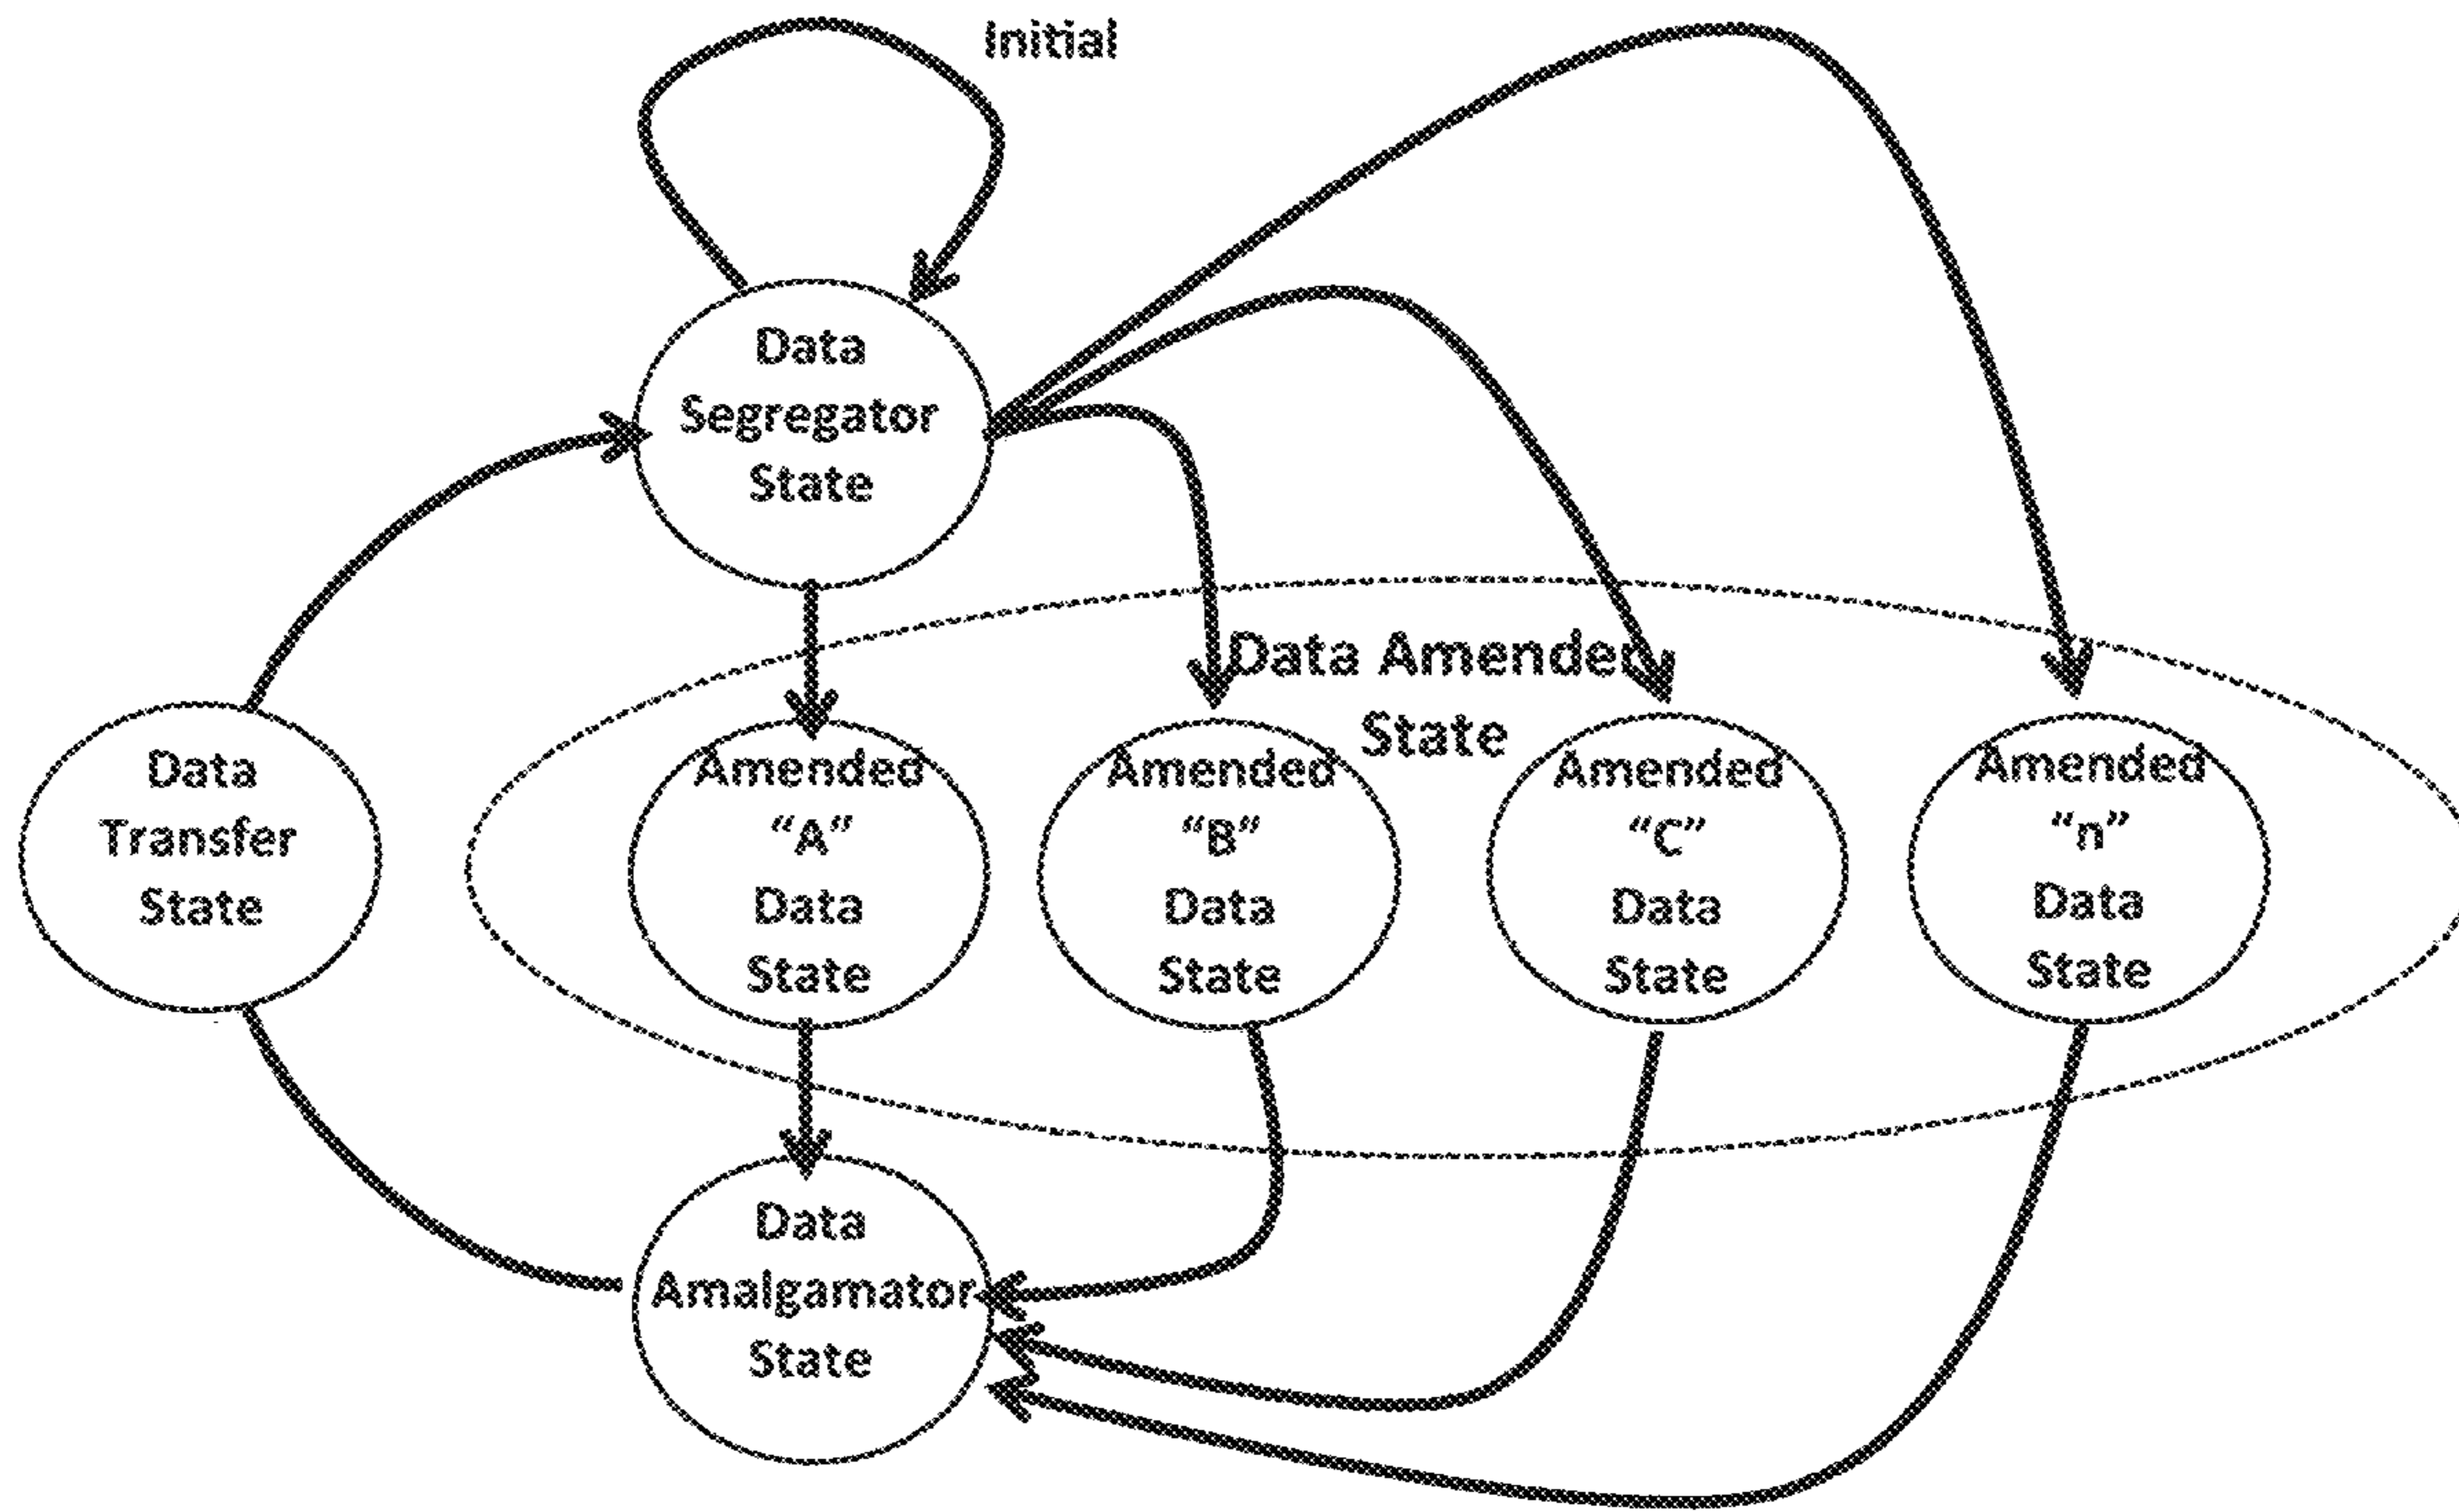 Initial
Data
Segregator
State
Data Amender
State
Data
Transfer
State
Amended
“A”
Data
State
Amended
“B”
Data
State
Amended
“C”
Data
State
Amended
“n”
Data
State
Data
Amalgamator
State